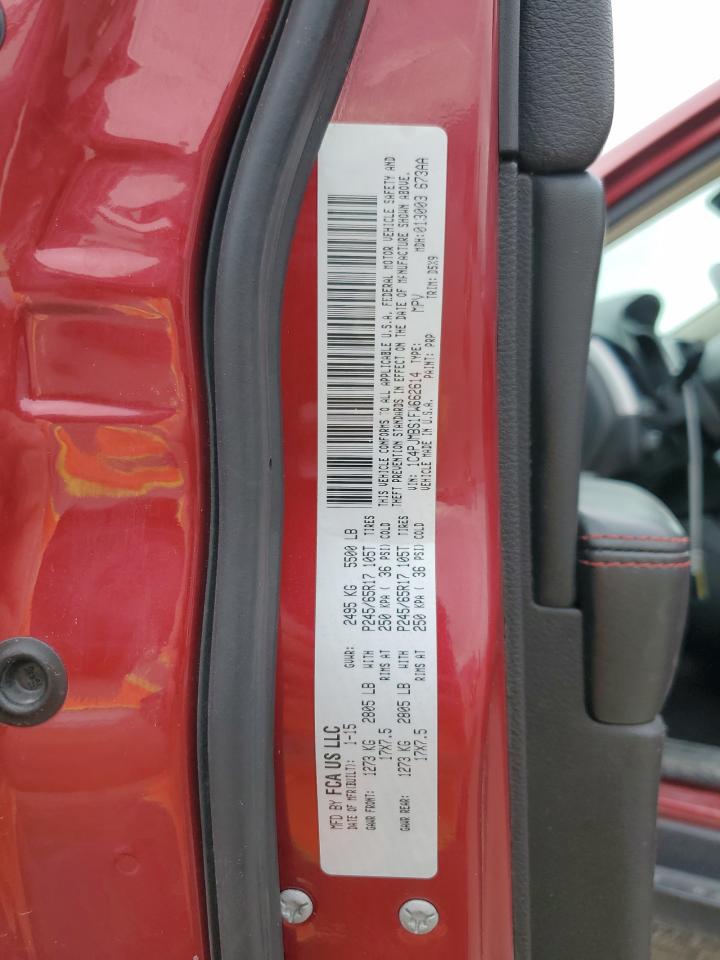 MFD BY FCA US LLC
DATE OF MFR(BUILT): 1-15 GVWR: 2495 KG 5500 LB
GAWR FRONT: 1273 KG 2805 LB WITH P245/65R17 105T TIRES
17X7.5 RIMS AT 250 KPA ( 36 PSI) COLD
GAWR REAR: 1273 KG 2805 LB WITH P245/65R17 105T TIRES
17X7.5 RIMS AT 250 KPA ( 36 PSI) COLD
THIS VEHICLE CONFORMS TO ALL APPLICABLE U.S.A. FEDERAL MOTOR VEHICLE SAFETY AND
THEFT PREVENTION STANDARDS IN EFFECT ON THE DATE OF MANUFACTURE SHOWN ABOVE.
VIN: 1C4PJMBS1FW662614 TYPE: MPV MDH:013003 673AA
VEHICLE MADE IN U.S.A. PAINT: PRP TRIM: D5X9